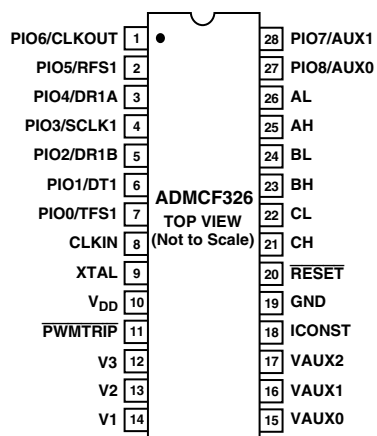 PIO6/CLKOUT 1 28 PIO7/AUX1
PIO5/RFS1 2 27 PIO8/AUX0
PIO4/DR1A 3 26 AL
PIO3/SCLK1 4 25 AH
PIO2/DR1B 5 24 BL
PIO1/DT1 6 23 BH
ADMCF326
PIO0/TFS1 7 TOP VIEW 22 CL
CLKIN 8 (Not to Scale) 21 CH
XTAL 9 20 RESET
VDD 10 19 GND
PWMTRIP 11 18 ICONST
V3 12 17 VAUX2
V2 13 16 VAUX1
V1 14 15 VAUX0